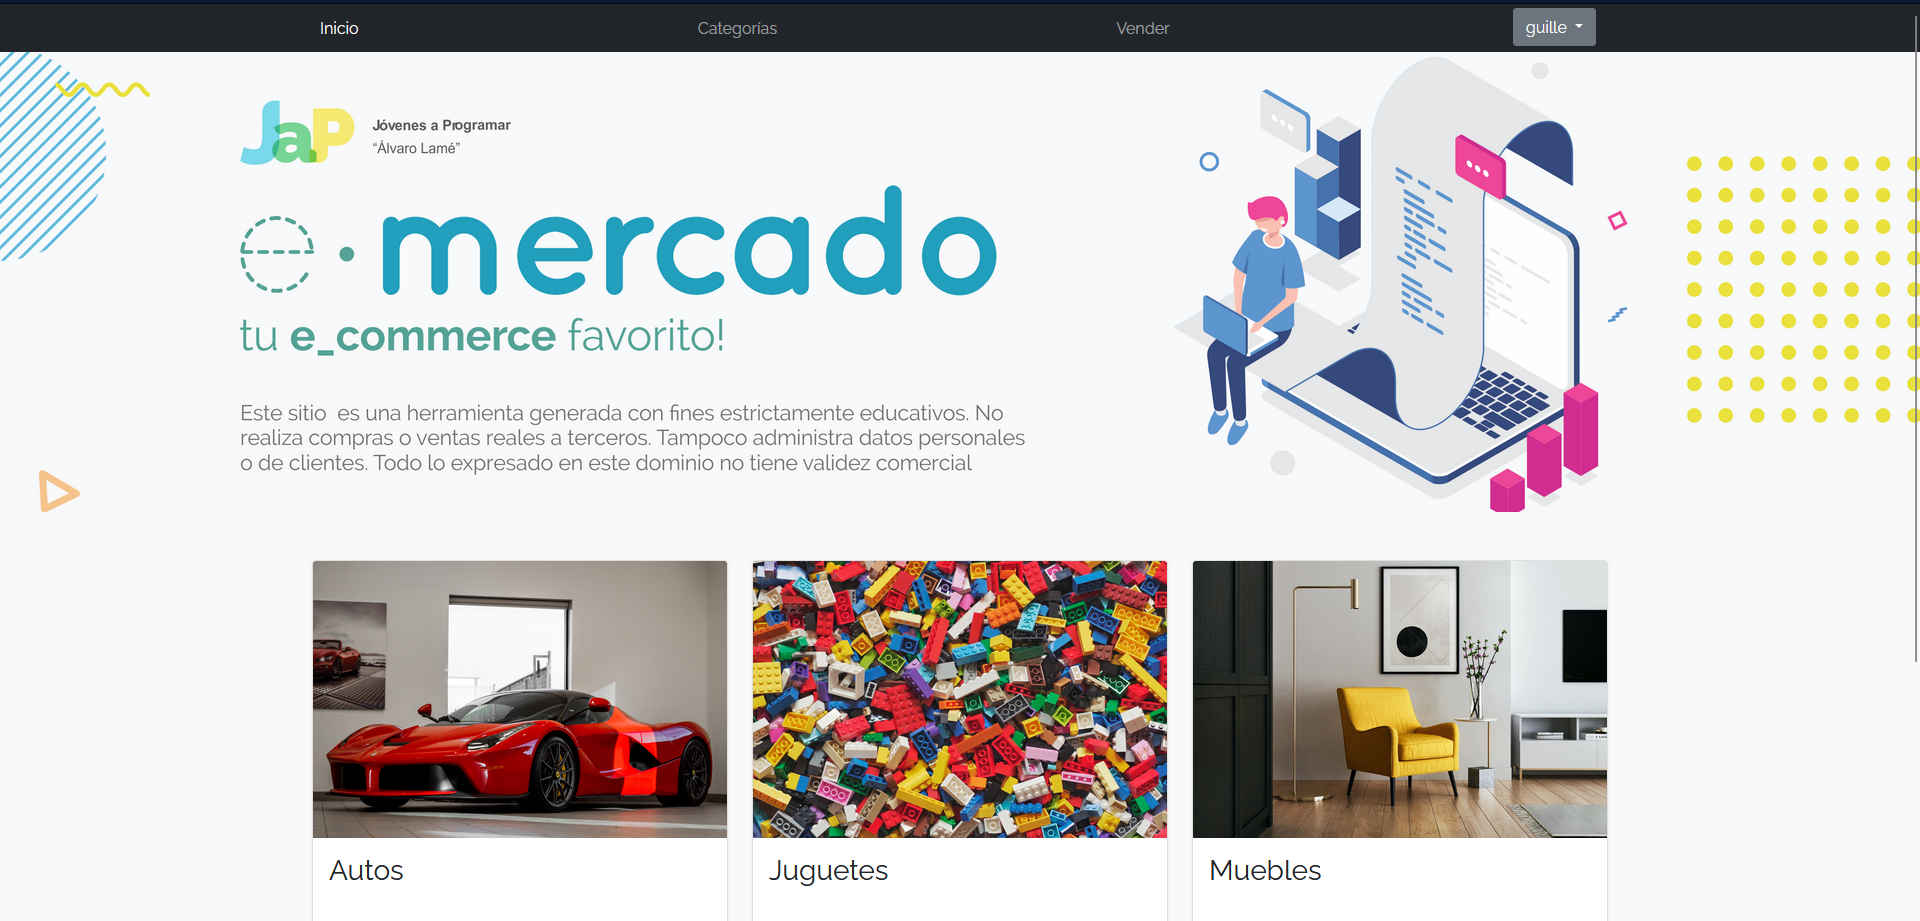 Inicio
Categorías
Vender
guille
JaP
Jóvenes a Programar
“Álvaro Lamé”
e · mercado
tu e_commerce favorito!
Este sitio  es una herramienta generada con fines estrictamente educativos. No
realiza compras o ventas reales a terceros. Tampoco administra datos personales
o de clientes. Todo lo expresado en este dominio no tiene validez comercial
Autos
Juguetes
Muebles